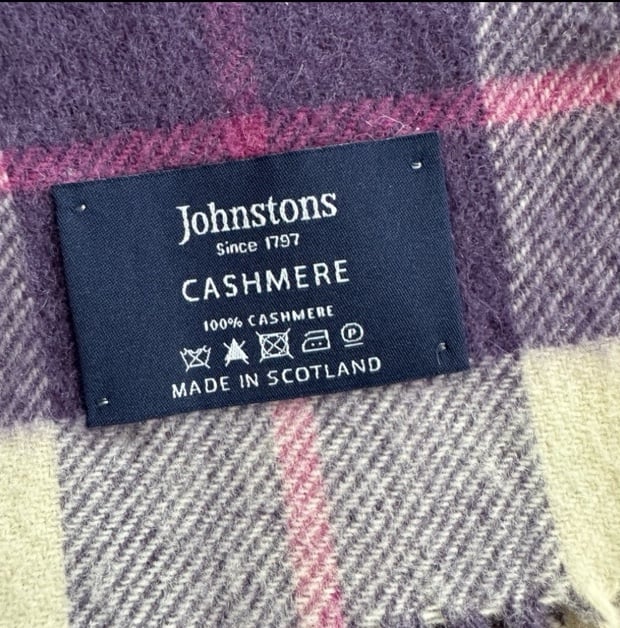 Johnstons
Since 1797
CASHMERE
100% CASHMERE
P
MADE IN SCOTLAND